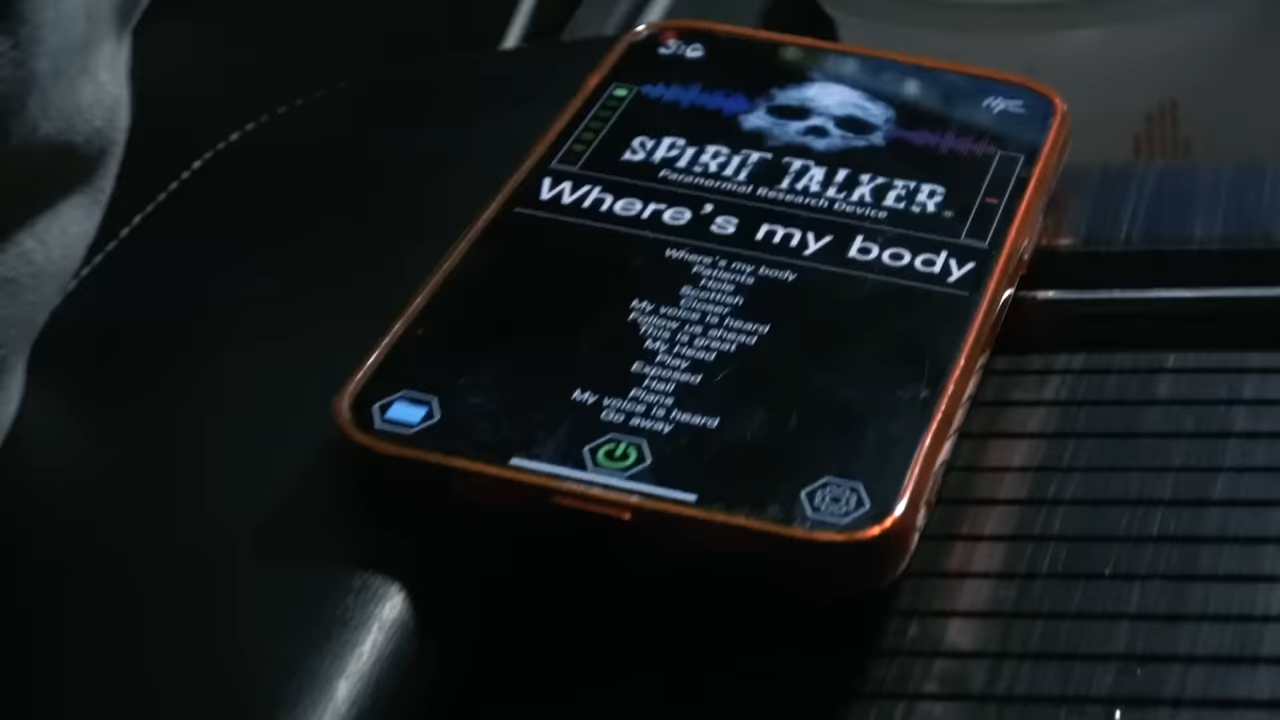 SPIRIT TALKER
Paranormal Research Device
Where's my body
Where's my body
Patients
Scottish
Closer
My voice is heard
Follow us ahead
This is great
My Head
Play
Exposed
Hall
Plans
My voice is heard
Go away